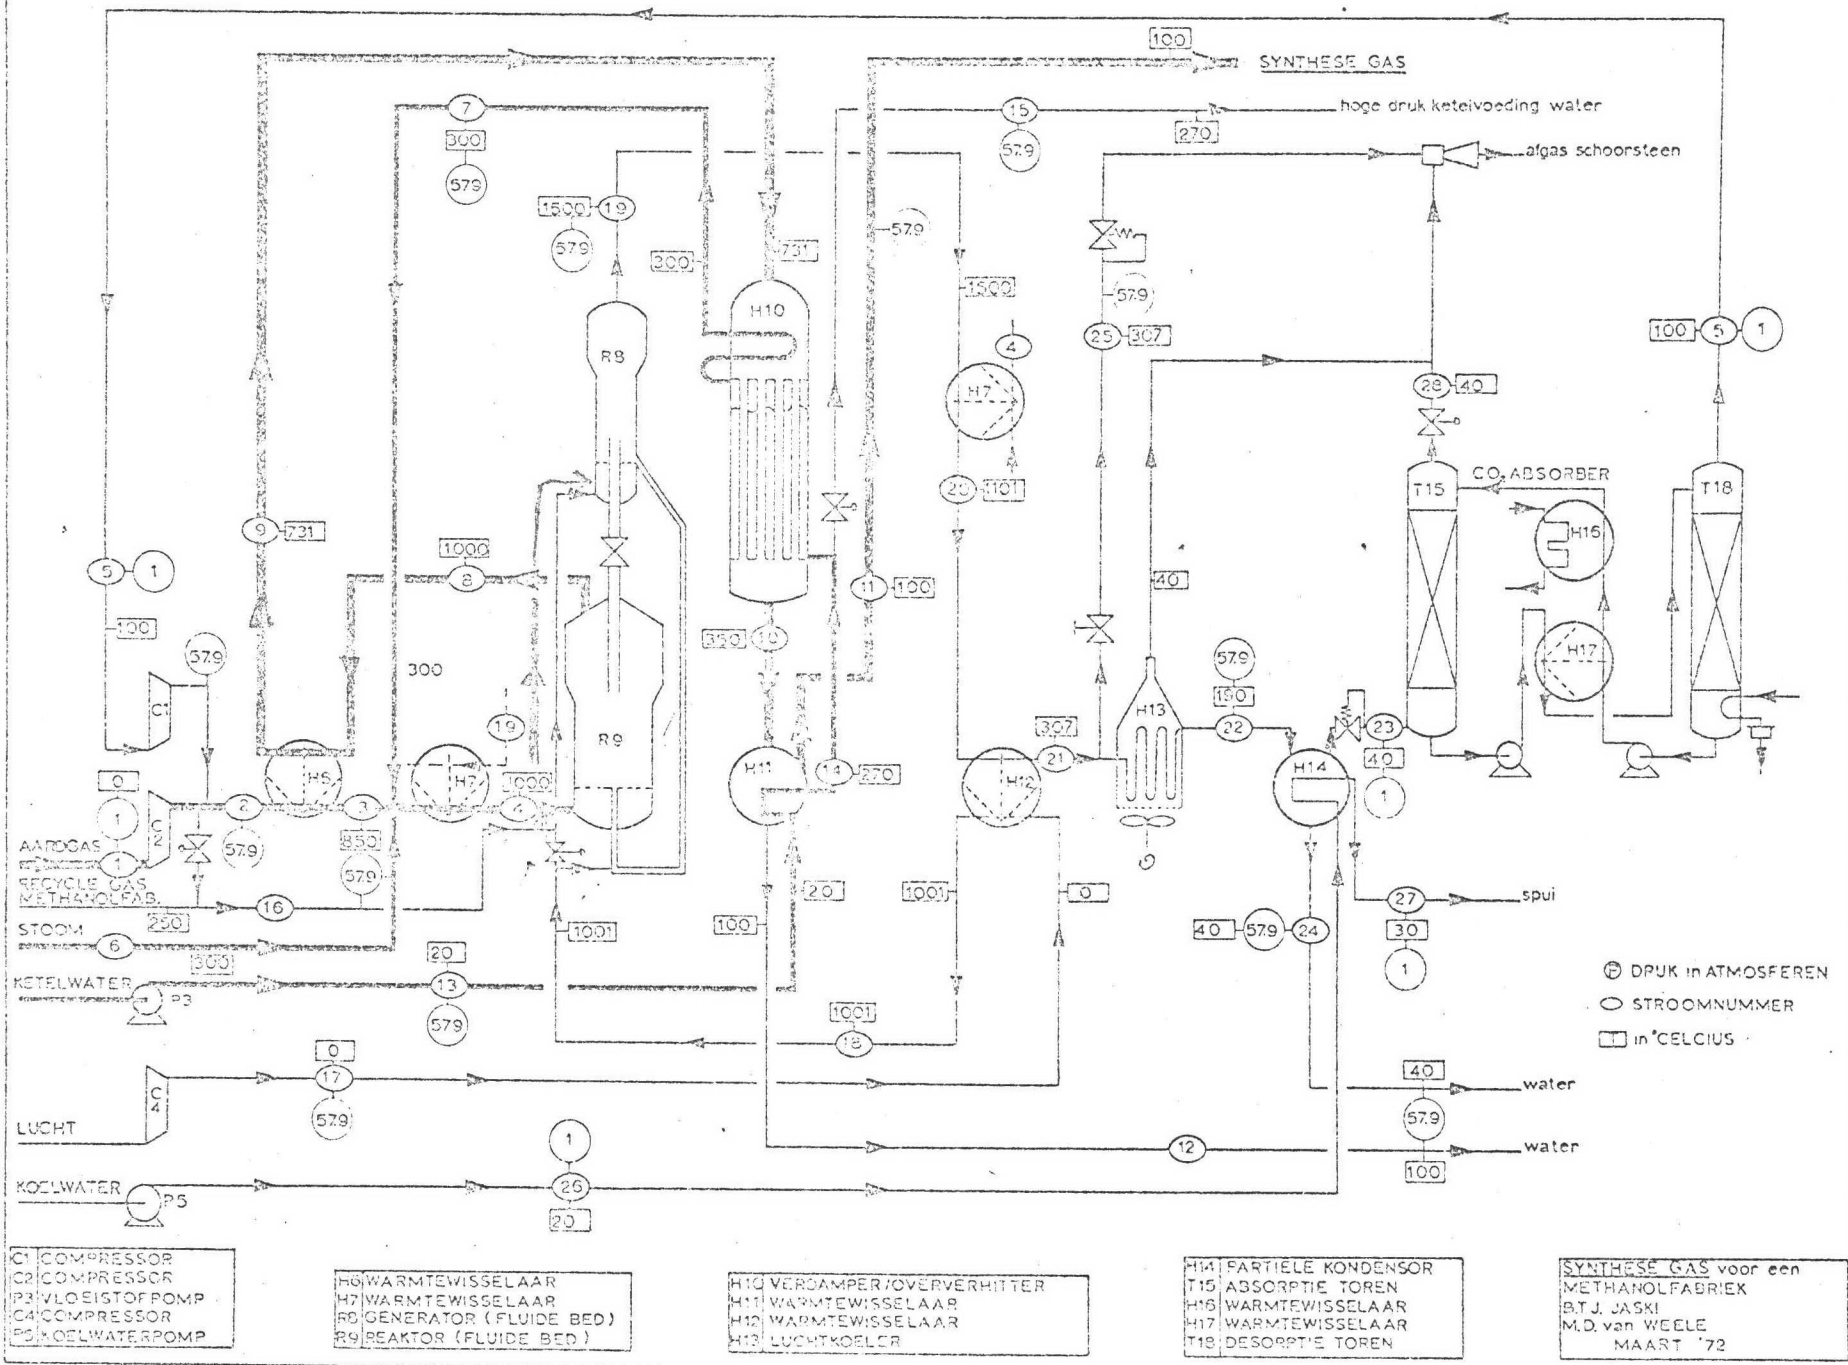 100
SYNTHESE GAS
7
15
hoge druk ketelvoeding water
300
270
57.9
57.9
afgas schoorsteen
1500
19
57.9
57.9
300
731
57.9
H10
1500
R8
25
307
100
5
1
4
H7
28
40
CO2 ABSORBER
T15
T18
20
1101
9
731
H16
1000
8
5
1
11
100
40
100
350
10
H17
57.9
300
57.9
190
C1
19
R9
H13
22
23
307
21
H11
14
270
H14
40
0
H6
H7
1000
H12
1
2
3
4
1
C2
850
AARDGAS
1
57.9
57.9
RECYCLE GAS
METHANOLFAB.
20
1001
0
27
spui
250
16
STOOM
100
1001
40
57.9
24
30
6
300
20
1
KETELWATER
P3
13
57.9
1001
18
Ⓟ DRUK in ATMOSFEREN
STROOMNUMMER
T in °CELCIUS
0
17
40
water
C4
57.9
57.9
LUCHT
1
12
water
100
KOELWATER
P5
26
20
C1 COMPRESSOR
C2 COMPRESSOR
P3 VLOEISTOFPOMP
C4 COMPRESSOR
P5 KOELWATERPOMP
H6 WARMTEWISSELAAR
H7 WARMTEWISSELAAR
R8 GENERATOR (FLUIDE BED)
R9 REAKTOR (FLUIDE BED)
H10 VERDAMPER/OVERVERHITTER
H11 WARMTEWISSELAAR
H12 WARMTEWISSELAAR
H13 LUCHTKOELER
H14 PARTIELE KONDENSOR
T15 ABSORPTIE TOREN
H16 WARMTEWISSELAAR
H17 WARMTEWISSELAAR
T18 DESORPTIE TOREN
SYNTHESE GAS voor een
METHANOLFABRIEK
B.T.J. JASKI
M.D. van WEELE
MAART '72